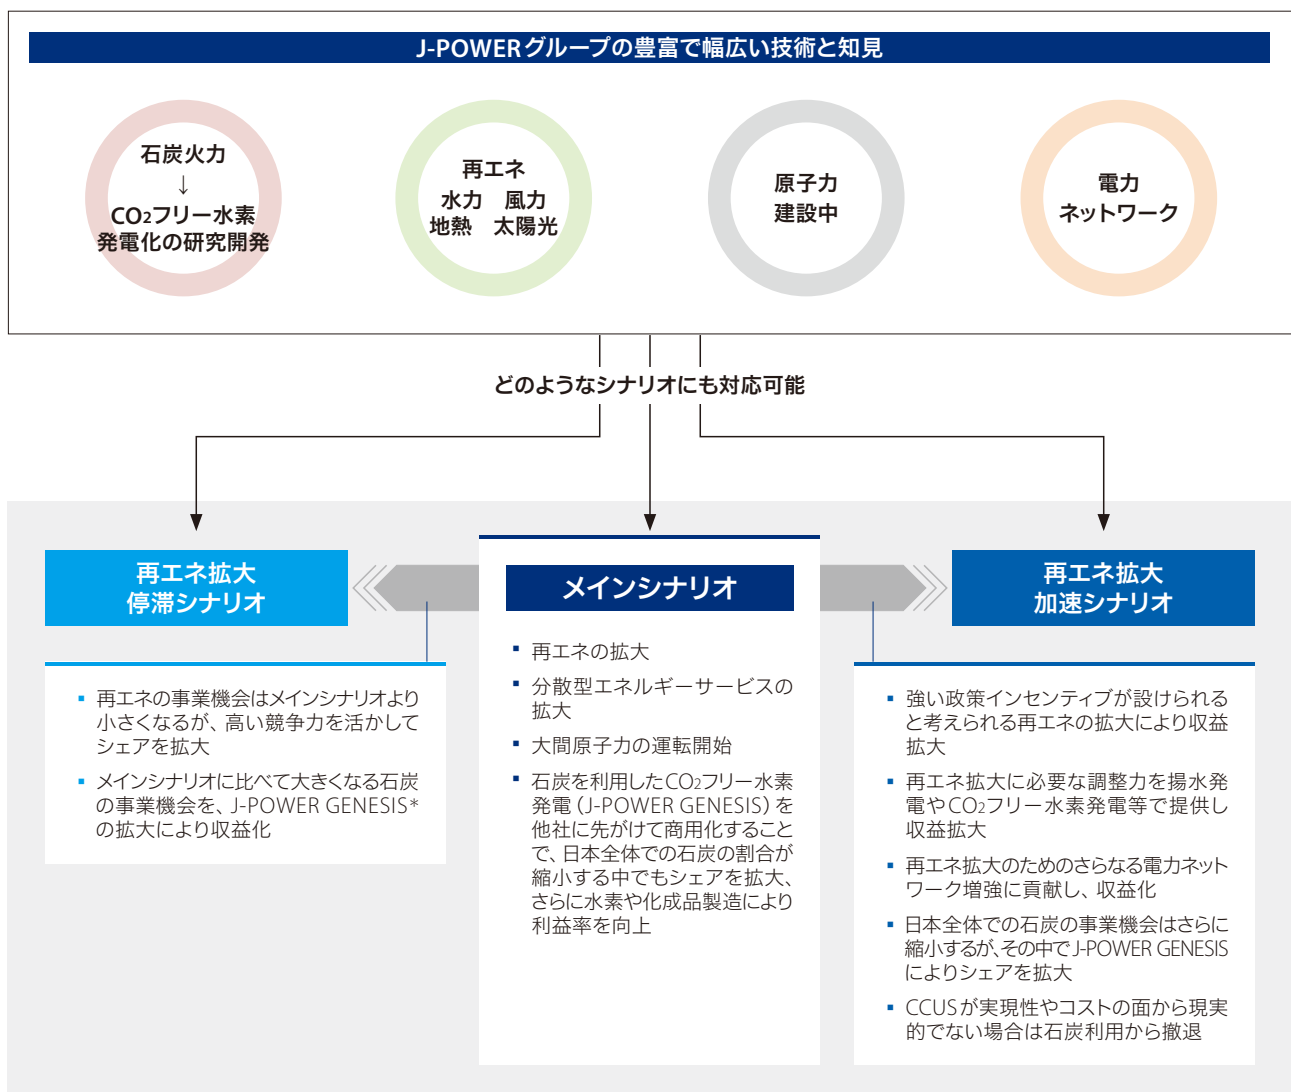 J-POWERグループの豊富で幅広い技術と知見
石炭火力
↓
CO2フリー水素
発電化の研究開発
再エネ
水力 風力
地熱 太陽光
原子力
建設中
電力
ネットワーク
どのようなシナリオにも対応可能
再エネ拡大
停滞シナリオ
▪ 再エネの事業機会はメインシナリオより
小さくなるが、高い競争力を活かして
シェアを拡大
▪ メインシナリオに比べて大きくなる石炭
の事業機会を、J-POWER GENESIS*
の拡大により収益化
メインシナリオ
▪ 再エネの拡大
▪ 分散型エネルギーサービスの
拡大
▪ 大間原子力の運転開始
▪ 石炭を利用したCO2フリー水素
発電(J-POWER GENESIS)を
他社に先がけて商用化すること
で、日本全体での石炭の割合が
縮小する中でもシェアを拡大、
さらに水素や化成品製造により
利益率を向上
再エネ拡大
加速シナリオ
▪ 強い政策インセンティブが設けられる
と考えられる再エネの拡大により収益
拡大
▪ 再エネ拡大に必要な調整力を揚水発
電やCO2フリー水素発電等で提供し
収益拡大
▪ 再エネ拡大のためのさらなる電力ネット
ワーク増強に貢献し、収益化
▪ 日本全体での石炭の事業機会はさらに
縮小するが、その中でJ-POWER GENESIS
によりシェアを拡大
▪ CCUSが実現性やコストの面から現実
的でない場合は石炭利用から撤退